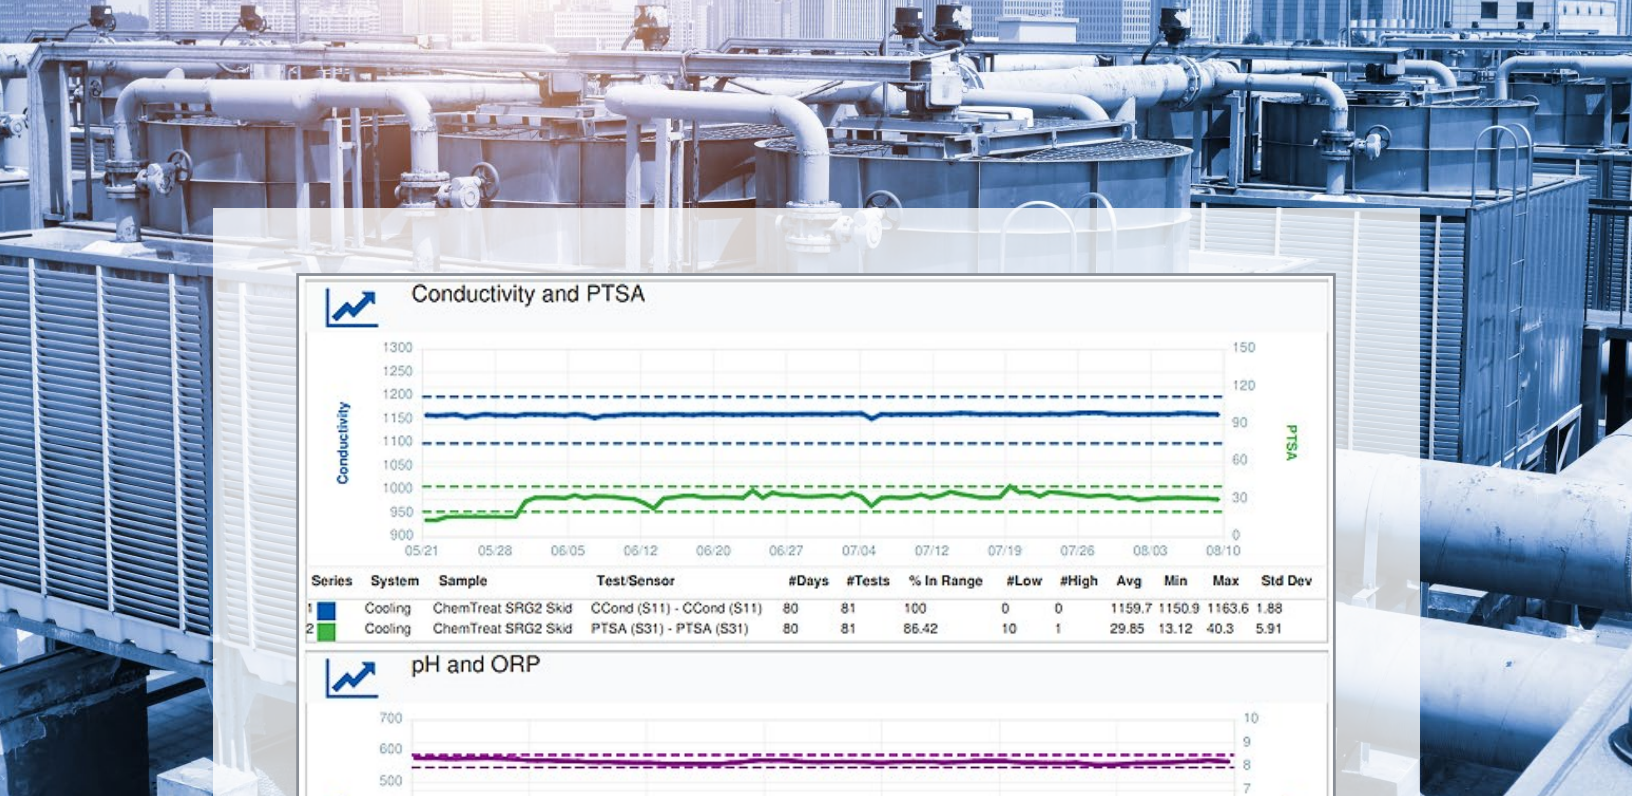 Conductivity and PTSA
1300 150
1250
1200 120
1150 90
1100
1050 60
1000 30
950
900 0
Conductivity
PTSA
05/21 05/28 06/05 06/12 06/20 06/27 07/04 07/12 07/19 07/26 08/03 08/10
Series System Sample Test/Sensor #Days #Tests % In Range #Low #High Avg Min Max Std Dev
1 Cooling ChemTreat SRG2 Skid CCond (S11) - CCond (S11) 80 81 100 0 0 1159.7 1150.9 1163.6 1.88
2 Cooling ChemTreat SRG2 Skid PTSA (S31) - PTSA (S31) 80 81 86.42 10 1 29.85 13.12 40.3 5.91
pH and ORP
700 10
9
600 8
500 7